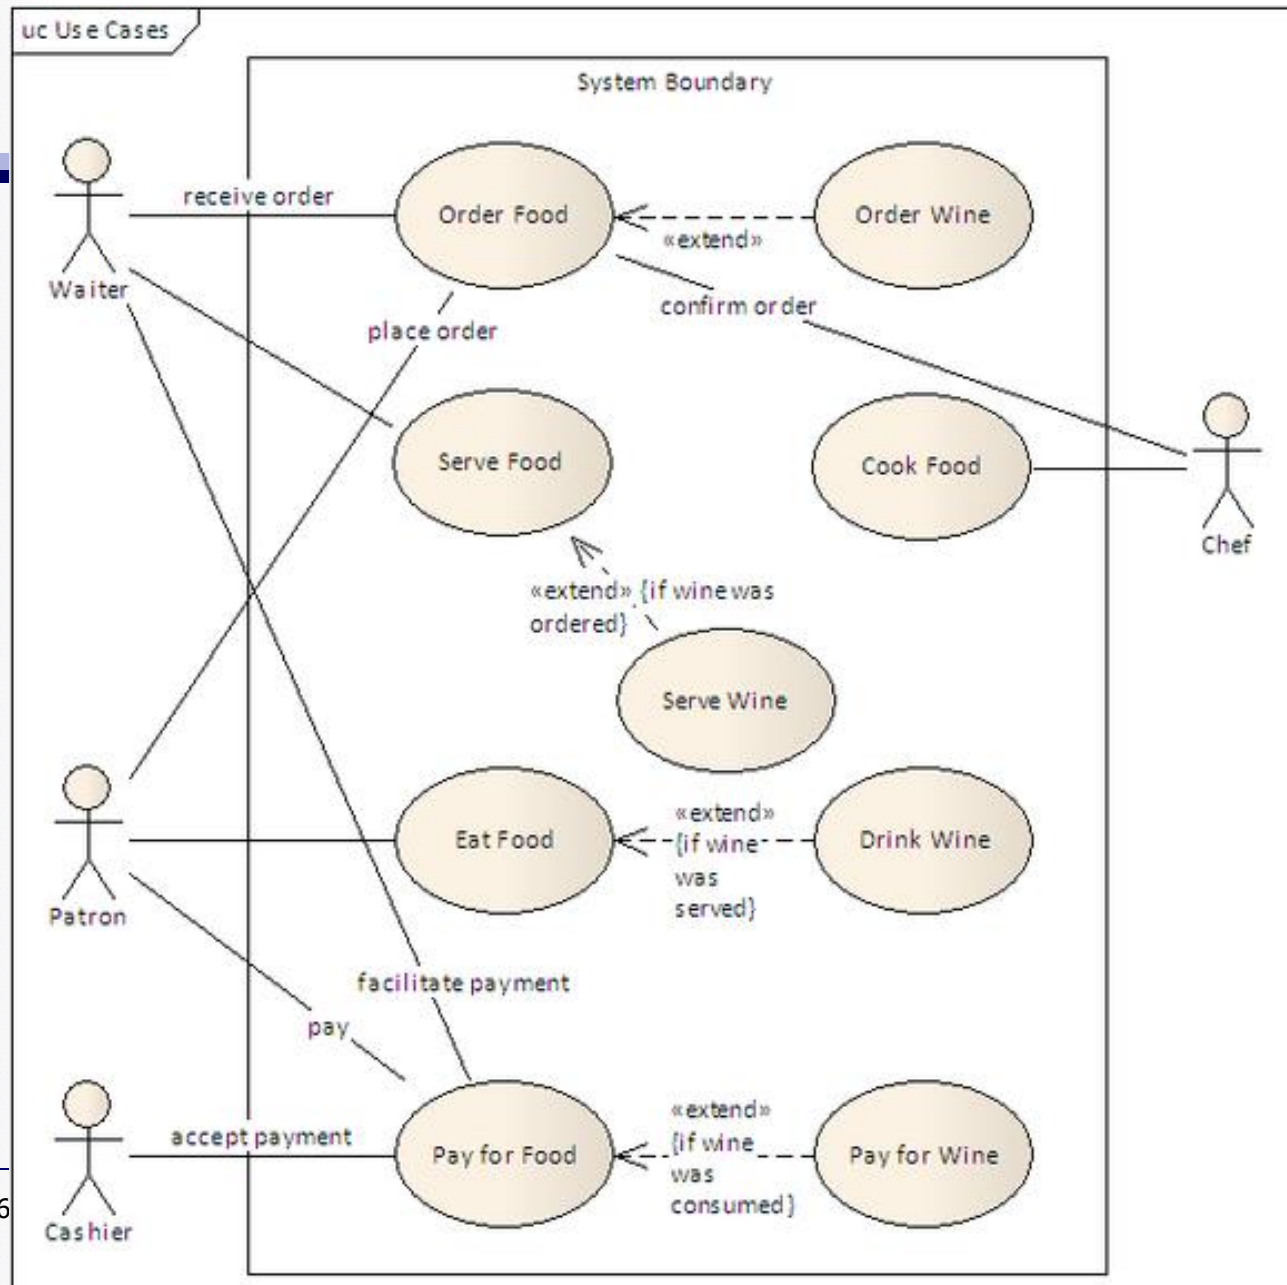 uc Use Cases
System Boundary
receive order
Order Food
Order Wine
«extend»
Waiter
confirm order
place order
Serve Food
Cook Food
Chef
«extend» {if wine was
ordered}
Serve Wine
«extend»
Eat Food
{if wine
Drink Wine
was
served}
Patron
facilitate payment
pay
«extend»
accept payment
{if wine
Pay for Food
Pay for Wine
was
consumed}
6
Cashier